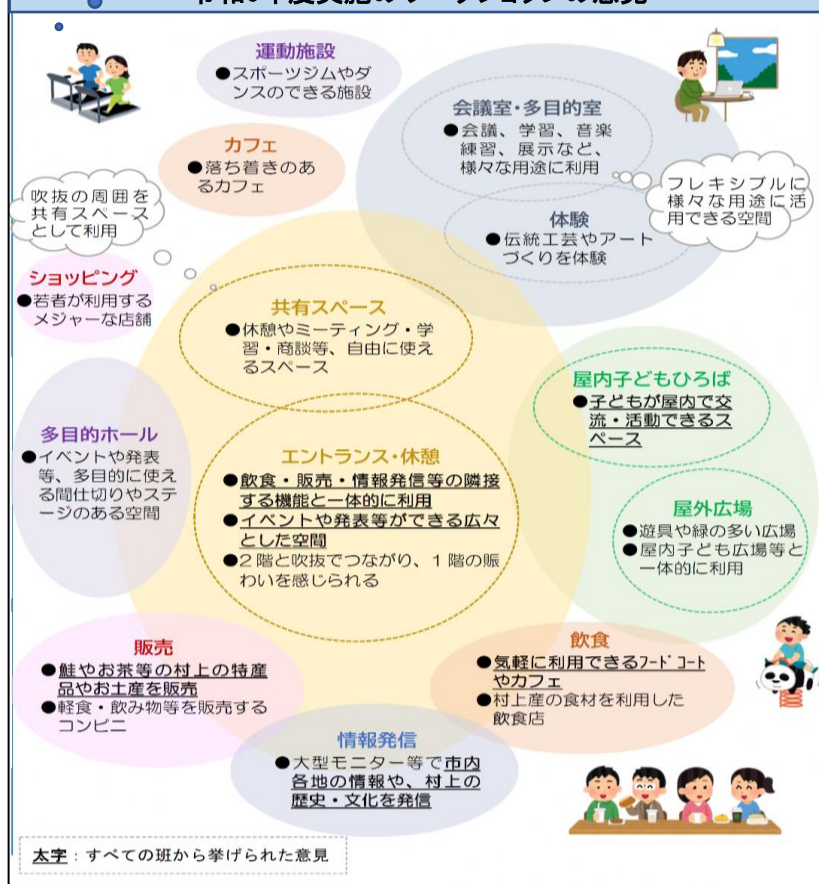 運動施設
●スポーツジムやダ
ンスのできる施設
会議室・多目的室
●会議、学習、音楽
練習、展示など、
様々な用途に利用
カフェ
●落ち着きのあ
るカフェ
フレキシブルに
様々な用途に活
用できる空間
吹抜の周囲を
共有スペース
として利用
体験
●伝統工芸やアート
づくりを体験
ショッピング
●若者が利用する
メジャーな店舗
共有スペース
●休憩やミーティング・学
習・商談等、自由に使え
るスペース
屋内子どもひろば
●子どもが屋内で交
流・活動できるス
ペース
多目的ホール
●イベントや発表
等、多目的に使え
る間仕切りやステ
ージのある空間
エントランス・休憩
●飲食・販売・情報発信等の隣接
する機能と一体的に利用
●イベントや発表等ができる広々
とした空間
●2階と吹抜でつながり、1階の賑
わいを感じられる
屋外広場
●遊具や緑の多い広場
●屋内子ども広場等と
一体的に利用
販売
●鮭やお茶等の村上の特産
品やお土産を販売
●軽食・飲み物等を販売する
コンビニ
飲食
●気軽に利用できるフードコート
やカフェ
●村上産の食材を利用した
飲食店
情報発信
●大型モニター等で市内
各地の情報や、村上の
歴史・文化を発信
太字：すべての班から挙げられた意見